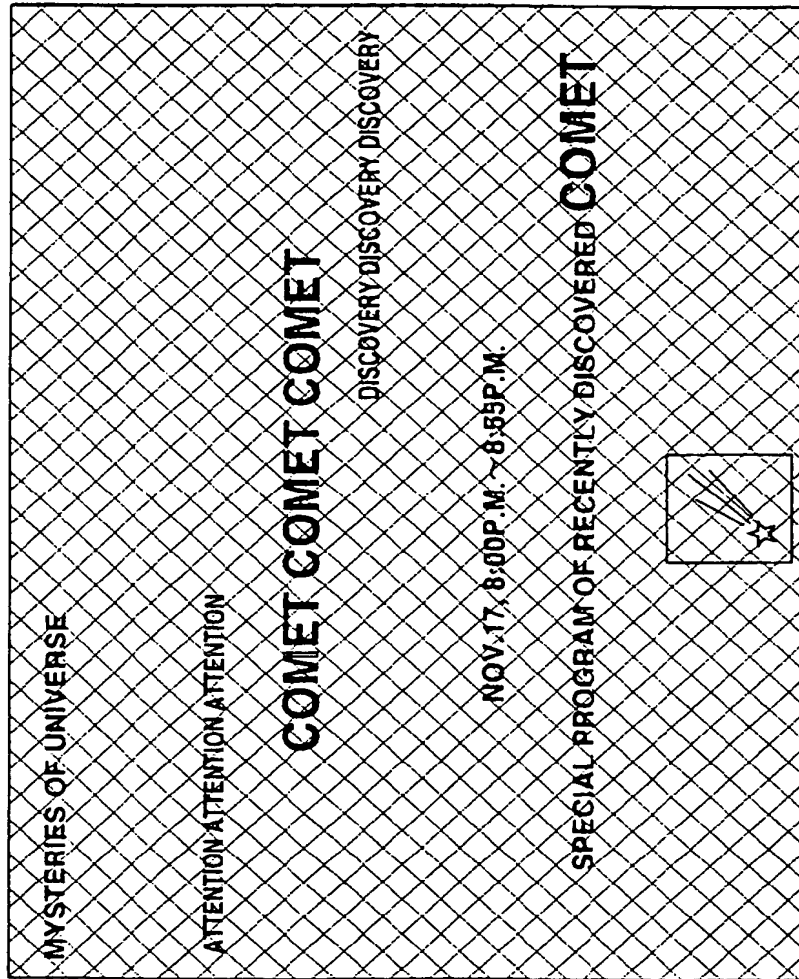 MYSTERIES OF UNIVERSE
ATTENTION ATTENTION ATTENTION
COMET COMET COMET
DISCOVERY DISCOVERY DISCOVERY
NOV.17, 8:00P.M.~8:55P.M.
SPECIAL PROGRAM OF RECENTLY DISCOVERED COMET